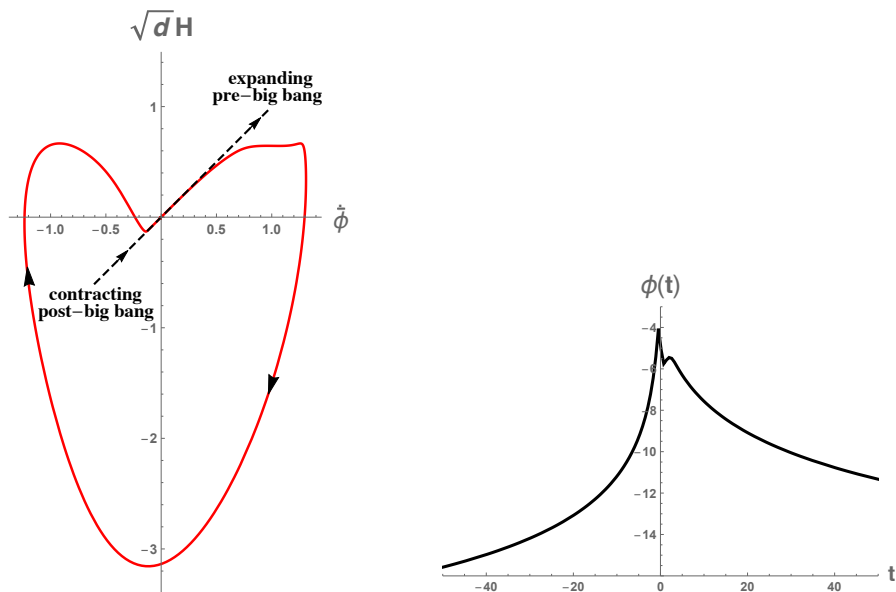 √d H
expanding
pre−big bang
1
−1.0
−0.5
0.5
1.0
ϕ̄̇
contracting
post−big bang
−1
−2
−3
ϕ(t)
−4
−6
−8
−10
−12
−14
−40
−20
0
20
40
t